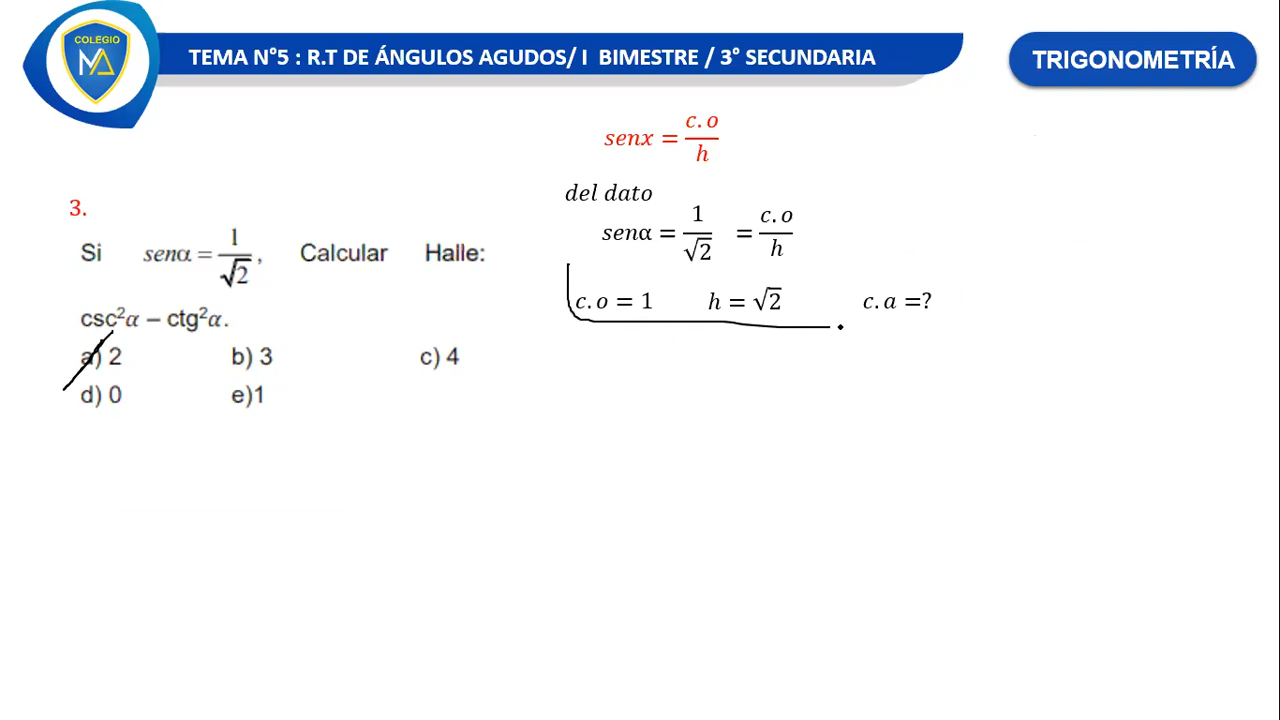 COLEGIO
MA
TEMA N°5 : R.T DE ÁNGULOS AGUDOS/ I BIMESTRE / 3° SECUNDARIA
TRIGONOMETRÍA
senx = c.o/h
del dato
senα = 1/√2 = c.o/h
c.o = 1 h = √2 c.a =?
3.
Si senα = 1/√2, Calcular Halle:
csc²α − ctg²α.
a) 2 b) 3 c) 4
d) 0 e)1